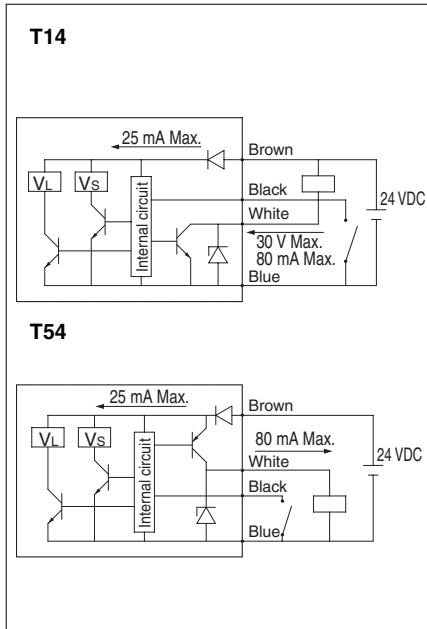 T14
25 mA Max.
Brown
VL
VS
Internal circuit
Black
White
24 VDC
30 V Max.
80 mA Max.
Blue
T54
25 mA Max.
Brown
80 mA Max.
VL
VS
Internal circuit
White
24 VDC
Black
Blue